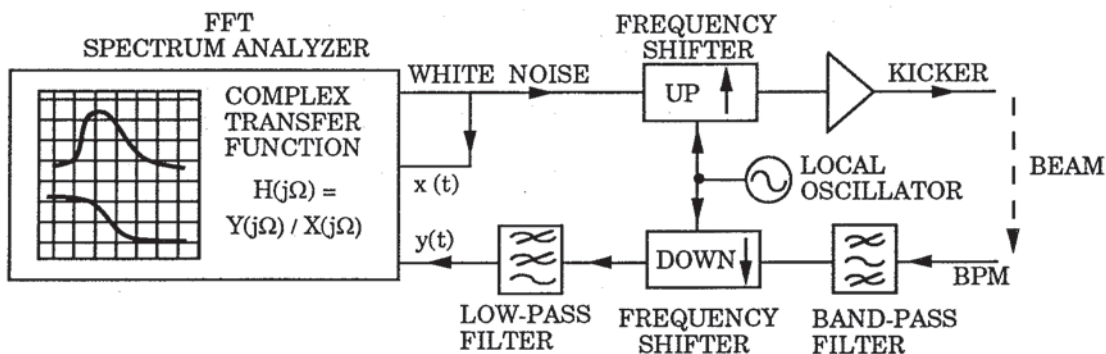 FFT
SPECTRUM ANALYZER
COMPLEX
TRANSFER
FUNCTION
H(jΩ) =
Y(jΩ) / X(jΩ)
WHITE NOISE
x (t)
y(t)
FREQUENCY
SHIFTER
UP
KICKER
LOCAL
OSCILLATOR
BEAM
DOWN
BPM
LOW-PASS
FILTER
FREQUENCY
SHIFTER
BAND-PASS
FILTER